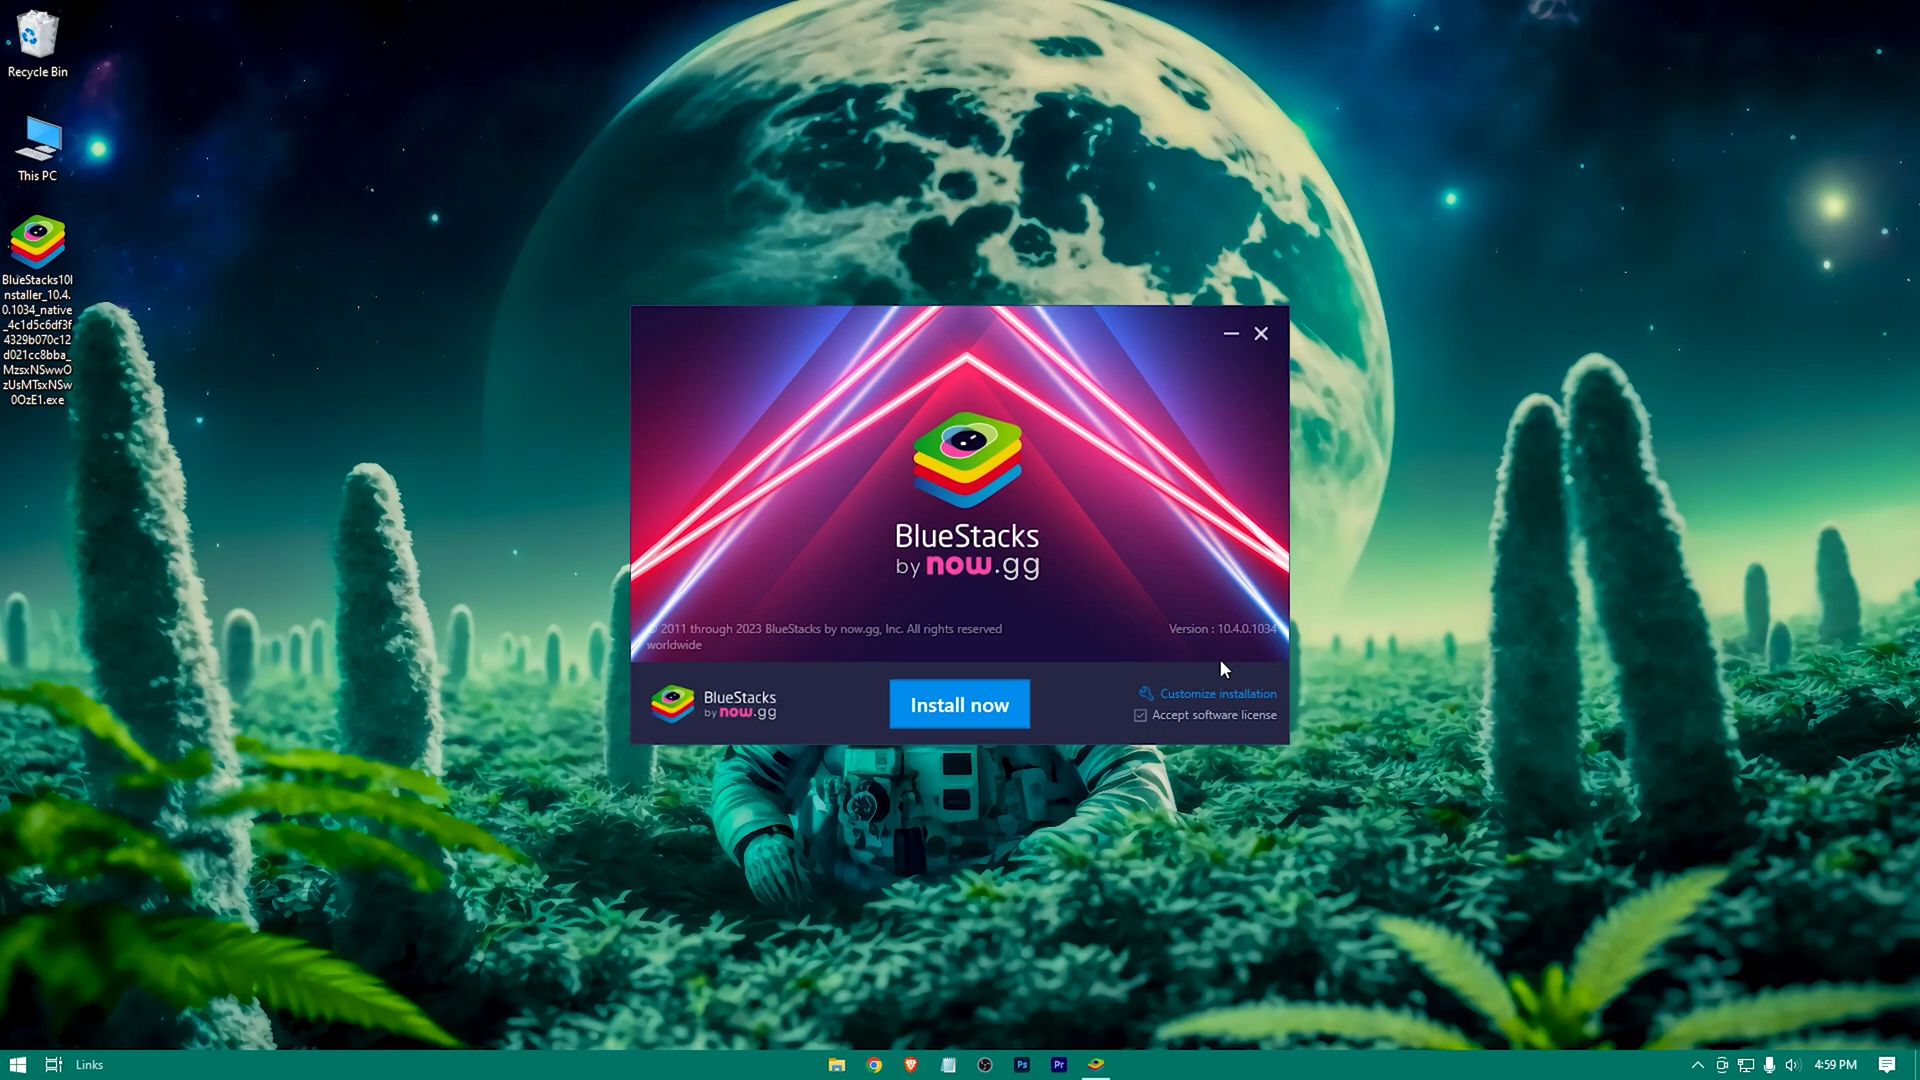 Recycle Bin
This PC
BlueStacks10I
nstaller_10.4.
0.1034_native
_4c1d5c6df3f
4329b070c12
d021cc8bba_
MzsxNSwwO
zUsMTsxNSw
0OzE1.exe
BlueStacks
by now.gg
© 2011 through 2023 BlueStacks by now.gg, Inc. All rights reserved
worldwide
Version : 10.4.0.1034
BlueStacks
by now.gg
Install now
Customize installation
Accept software license
Links
Ps
Pr
4:59 PM